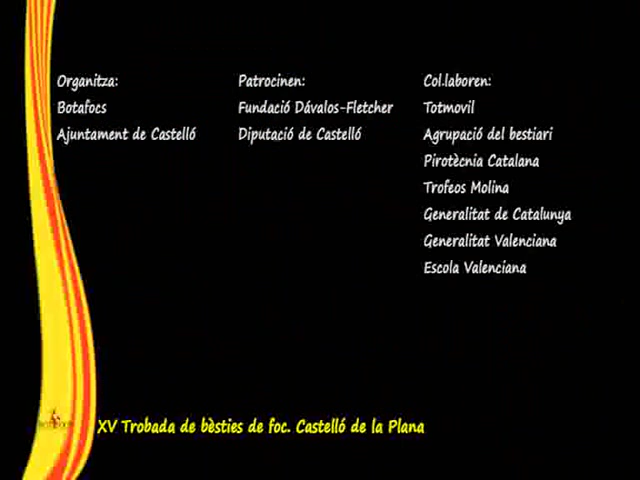 Organitza:
Botafocs
Ajuntament de Castelló
Patrocinen:
Fundació Dávalos-Fletcher
Diputació de Castelló
Col.laboren:
Totmovil
Agrupació del bestiari
Pirotècnia Catalana
Trofeos Molina
Generalitat de Catalunya
Generalitat Valenciana
Escola Valenciana
XV Trobada de bèsties de foc. Castelló de la Plana